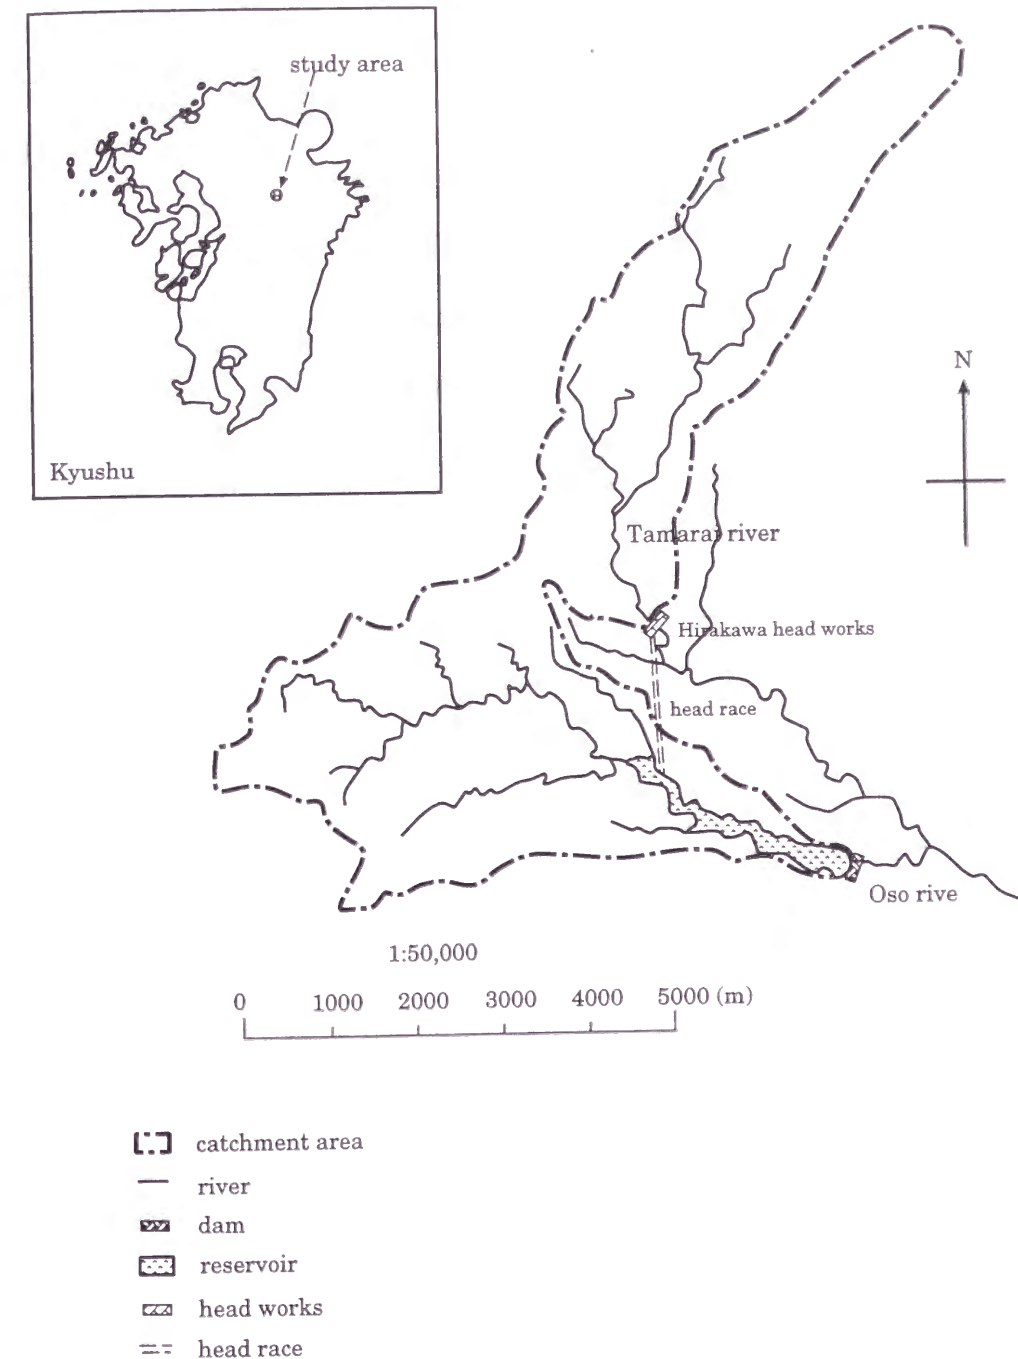 study area
Kyushu
N
Tamarai river
Hirakawa head works
head race
Oso rive
1:50,000
0 1000 2000 3000 4000 5000 (m)
catchment area
river
dam
reservoir
head works
head race